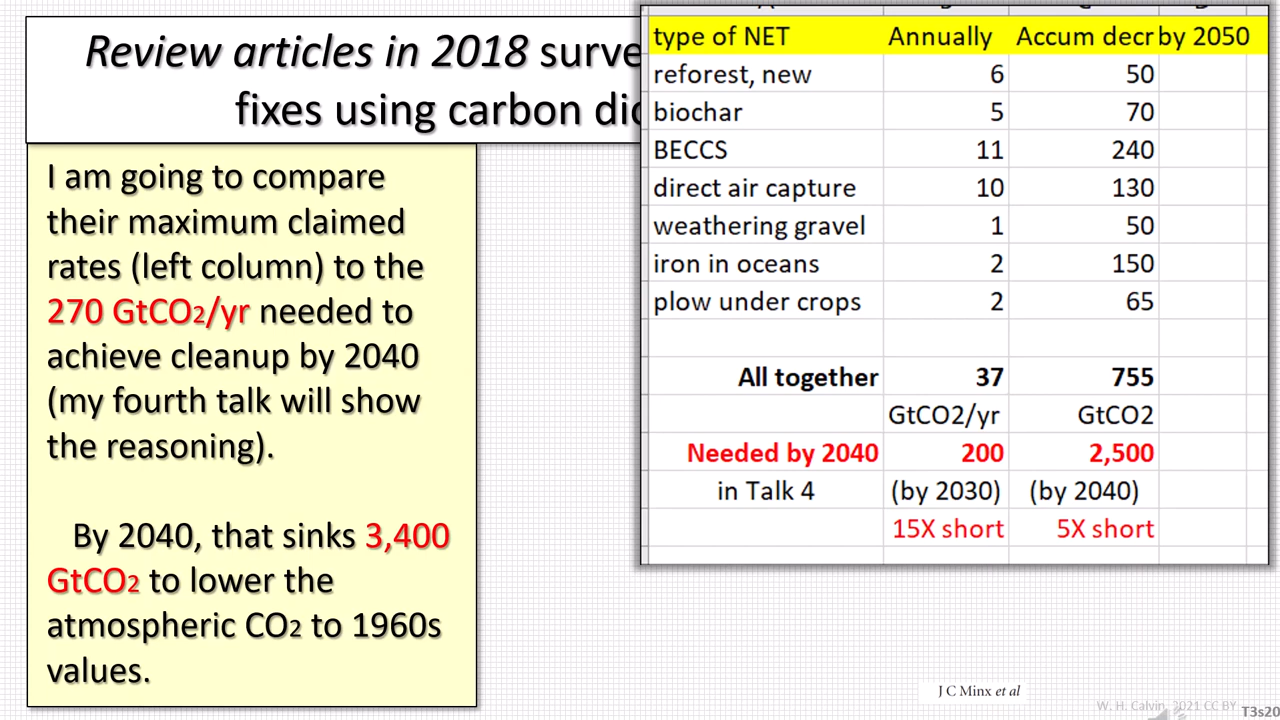 Review articles in 2018 surve
fixes using carbon dio
I am going to compare
their maximum claimed
rates (left column) to the
270 GtCO2/yr needed to
achieve cleanup by 2040
(my fourth talk will show
the reasoning).
By 2040, that sinks 3,400
GtCO2 to lower the
atmospheric CO2 to 1960s
values.
type of NET Annually Accum decr by 2050
reforest, new 6 50
biochar 5 70
BECCS 11 240
direct air capture 10 130
weathering gravel 1 50
iron in oceans 2 150
plow under crops 2 65
All together 37 755
GtCO2/yr GtCO2
Needed by 2040 200 2,500
in Talk 4 (by 2030) (by 2040)
15X short 5X short
J C Minx et al
W. H. Calvin, 2021 CC BY
T3s20